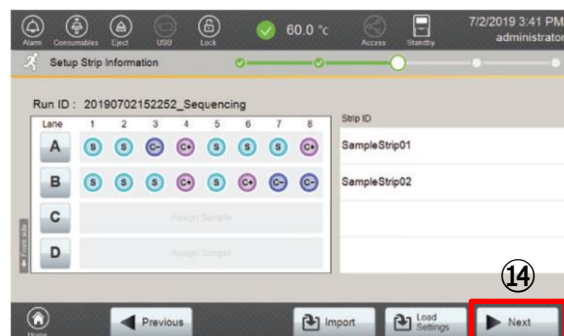 Alarm Consumables Eject USB Lock 60.0 °c Access Standby 7/2/2019 3:41 PM
administrator
Setup Strip Information
Run ID : 20190702152252_Sequencing
Lane 1 2 3 4 5 6 7 8 Strip ID
A S S C- C+ S S S C+ SampleStrip01
B S S S C+ S C+ C- C- SampleStrip02
C Assign Sample
D Assign Sample
Front side
⑭
Home Previous Import Load Settings Next